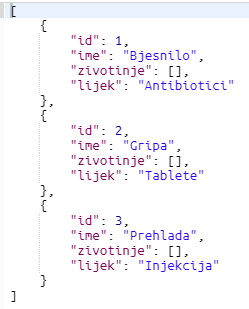 [
    {
        "id": 1,
        "ime": "Bjesnilo",
        "zivotinje": [],
        "lijek": "Antibiotici"
    },
    {
        "id": 2,
        "ime": "Gripa",
        "zivotinje": [],
        "lijek": "Tablete"
    },
    {
        "id": 3,
        "ime": "Prehlada",
        "zivotinje": [],
        "lijek": "Injekcija"
    }
]